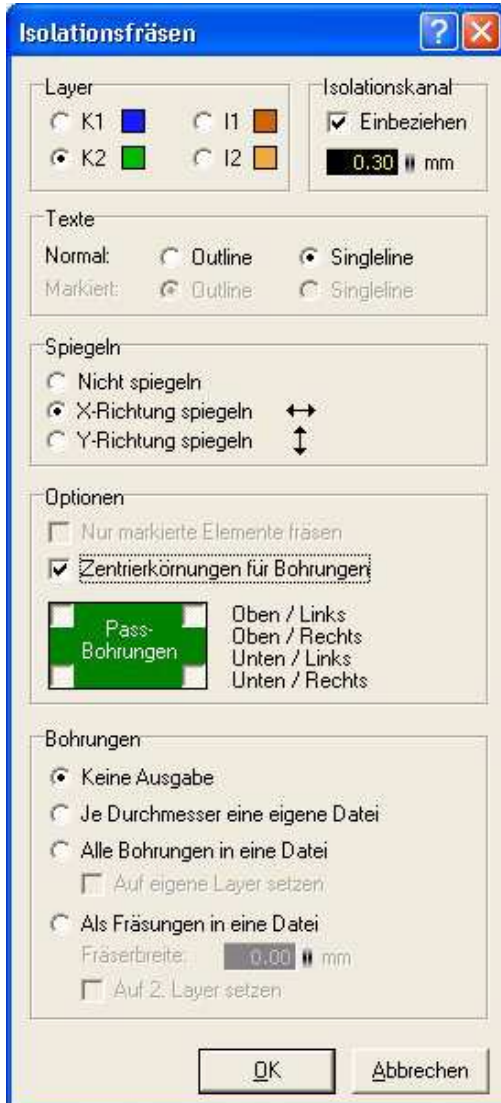 Isolationsfräsen
Layer
K1 I1
K2 I2
Isolationskanal
Einbeziehen
0.30 mm
Texte
Normal: Outline Singleline
Markiert: Outline Singleline
Spiegeln
Nicht spiegeln
X-Richtung spiegeln
Y-Richtung spiegeln
Optionen
Nur markierte Elemente fräsen
Zentrierkörnungen für Bohrungen
Pass-
Bohrungen
Oben / Links
Oben / Rechts
Unten / Links
Unten / Rechts
Bohrungen
Keine Ausgabe
Je Durchmesser eine eigene Datei
Alle Bohrungen in eine Datei
Auf eigene Layer setzen
Als Fräsungen in eine Datei
Fräserbreite: 0.00 mm
Auf 2. Layer setzen
OK Abbrechen